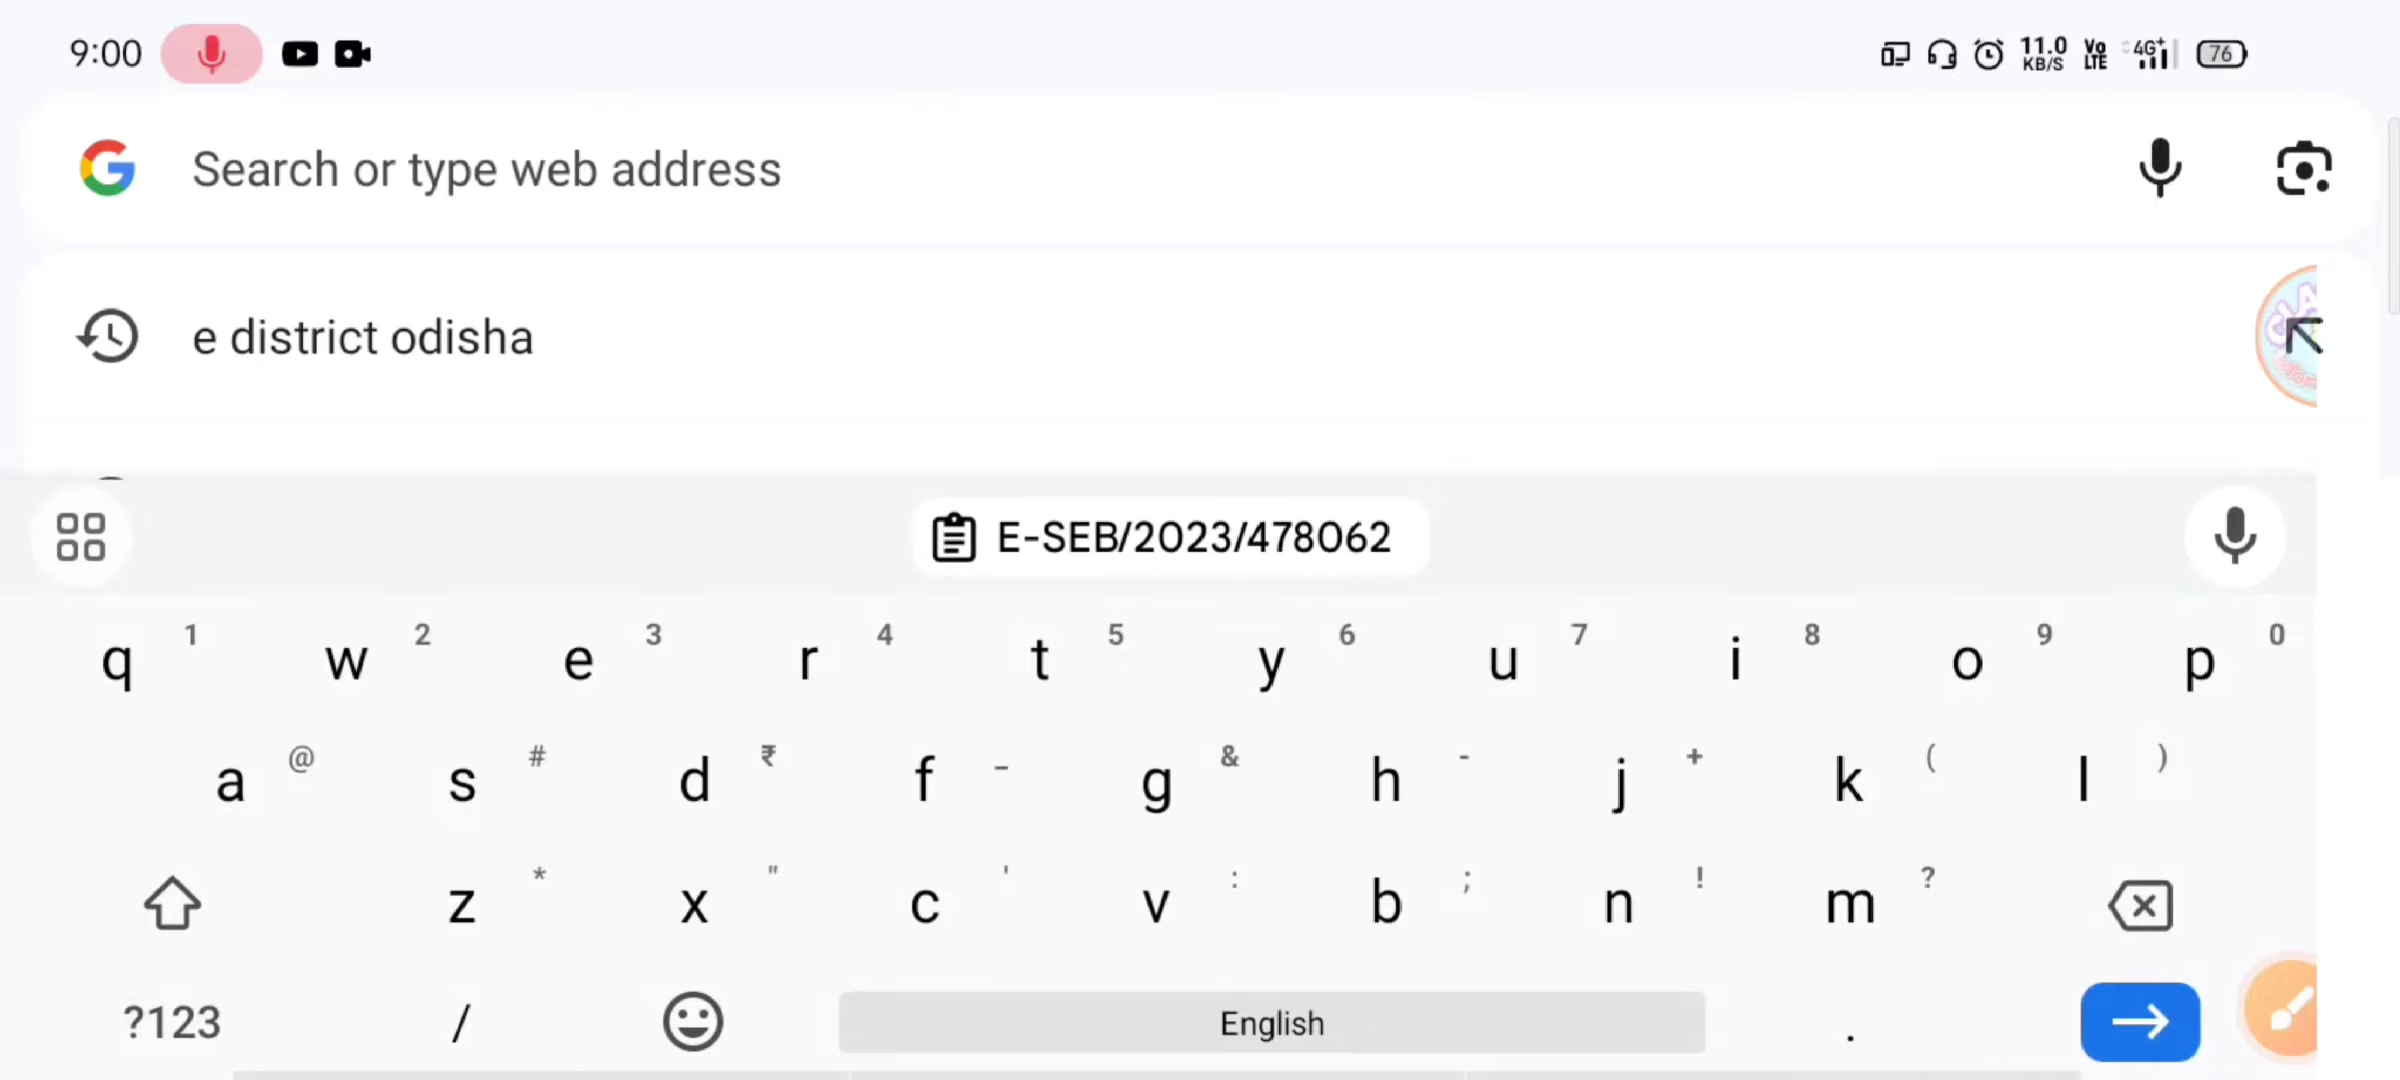 9:00 11.0 KB/S Vo LTE 4G+ 76
Search or type web address
e district odisha
E-SEB/2023/478062
q 1 w 2 e 3 r 4 t 5 y 6 u 7 i 8 o 9 p 0
a @ s # d ₹ f _ g & h - j + k ( l )
z * x " c ' v : b ; n ! m ?
?123 / English .